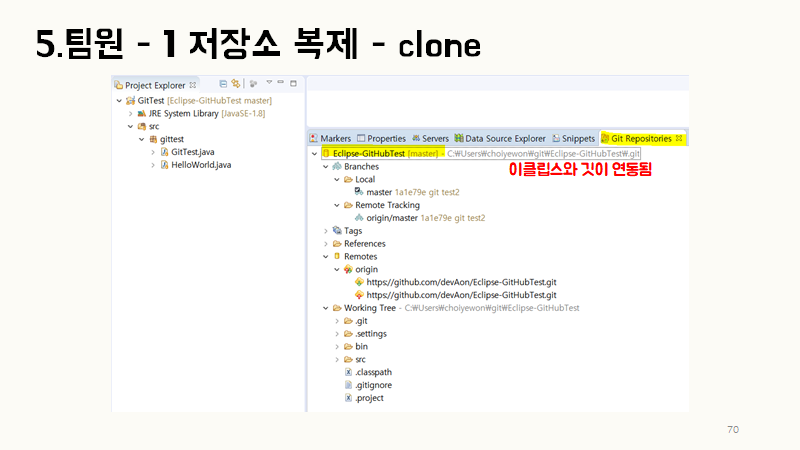 5.팀원 - 1 저장소 복제 - clone
Project Explorer
GitTest [Eclipse-GitHubTest master]
JRE System Library [JavaSE-1.8]
src
gittest
GitTest.java
HelloWorld.java
Markers Properties Servers Data Source Explorer Snippets Git Repositories
Eclipse-GitHubTest [master] - C:₩Users₩choiyewon₩git₩Eclipse-GitHubTest₩.git
이클립스와 깃이 연동됨
Branches
Local
master 1a1e79e git test2
Remote Tracking
origin/master 1a1e79e git test2
Tags
References
Remotes
origin
https://github.com/devAon/Eclipse-GitHubTest.git
https://github.com/devAon/Eclipse-GitHubTest.git
Working Tree - C:₩Users₩choiyewon₩git₩Eclipse-GitHubTest
.git
.settings
bin
src
.classpath
.gitignore
.project
70